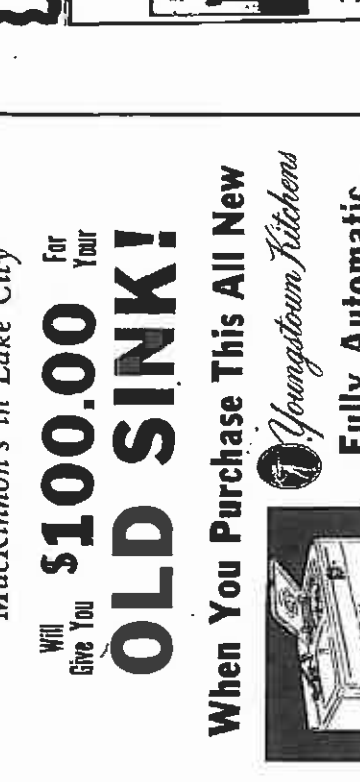 MacKinnon's in Lake City
Will Give You $100.00 For Your
OLD SINK!
When You Purchase This All New
Youngstown Kitchens
Fully Automatic